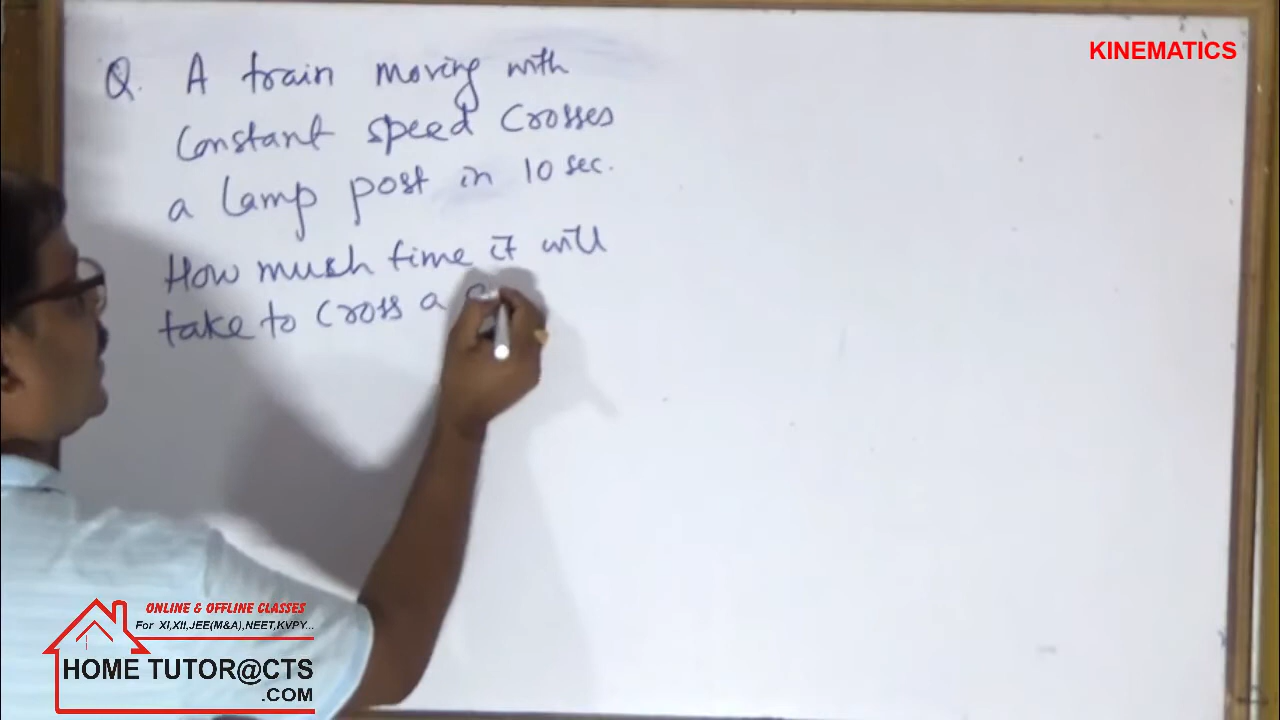 KINEMATICS
Q. A train moving with
Constant speed Crosses
a Lamp post in 10 sec.
How much time it will
take to Cross a
ONLINE & OFFLINE CLASSES
For XI,XII,JEE(M&A),NEET,KVPY...
HOME TUTOR@CTS
.COM